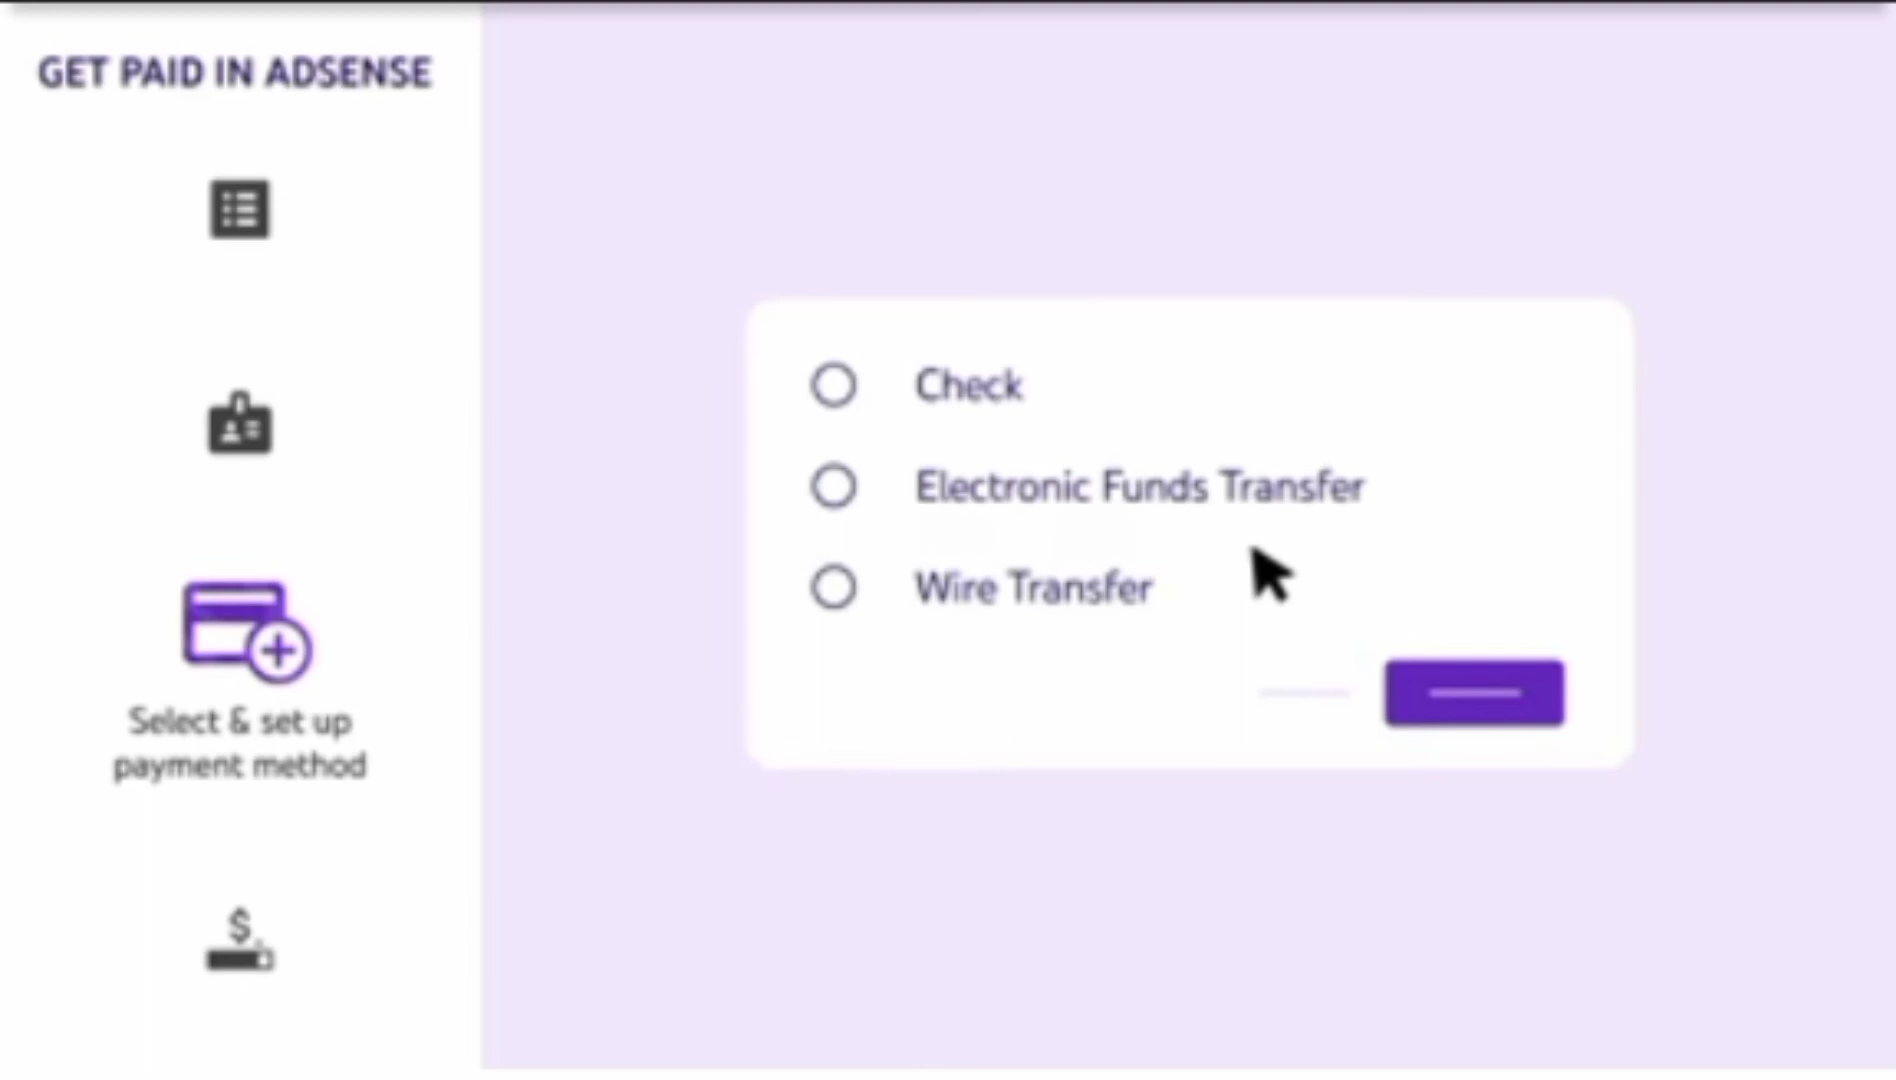 GET PAID IN ADSENSE
Select & set up
payment method
$
Check
Electronic Funds Transfer
Wire Transfer